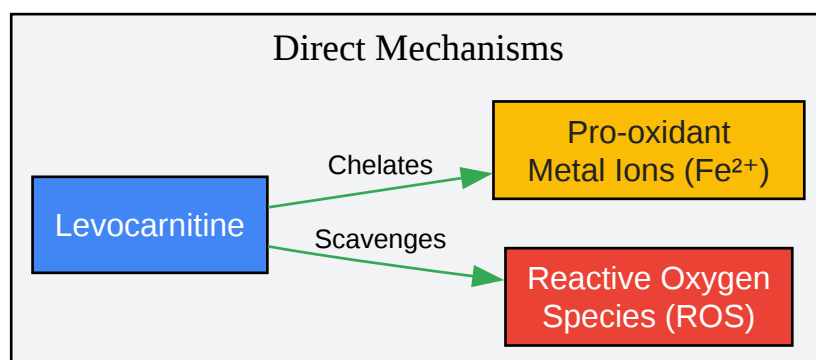 Direct Mechanisms
Pro-oxidant
Metal Ions (Fe²⁺)
Chelates
Levocarnitine
Scavenges
Reactive Oxygen
Species (ROS)